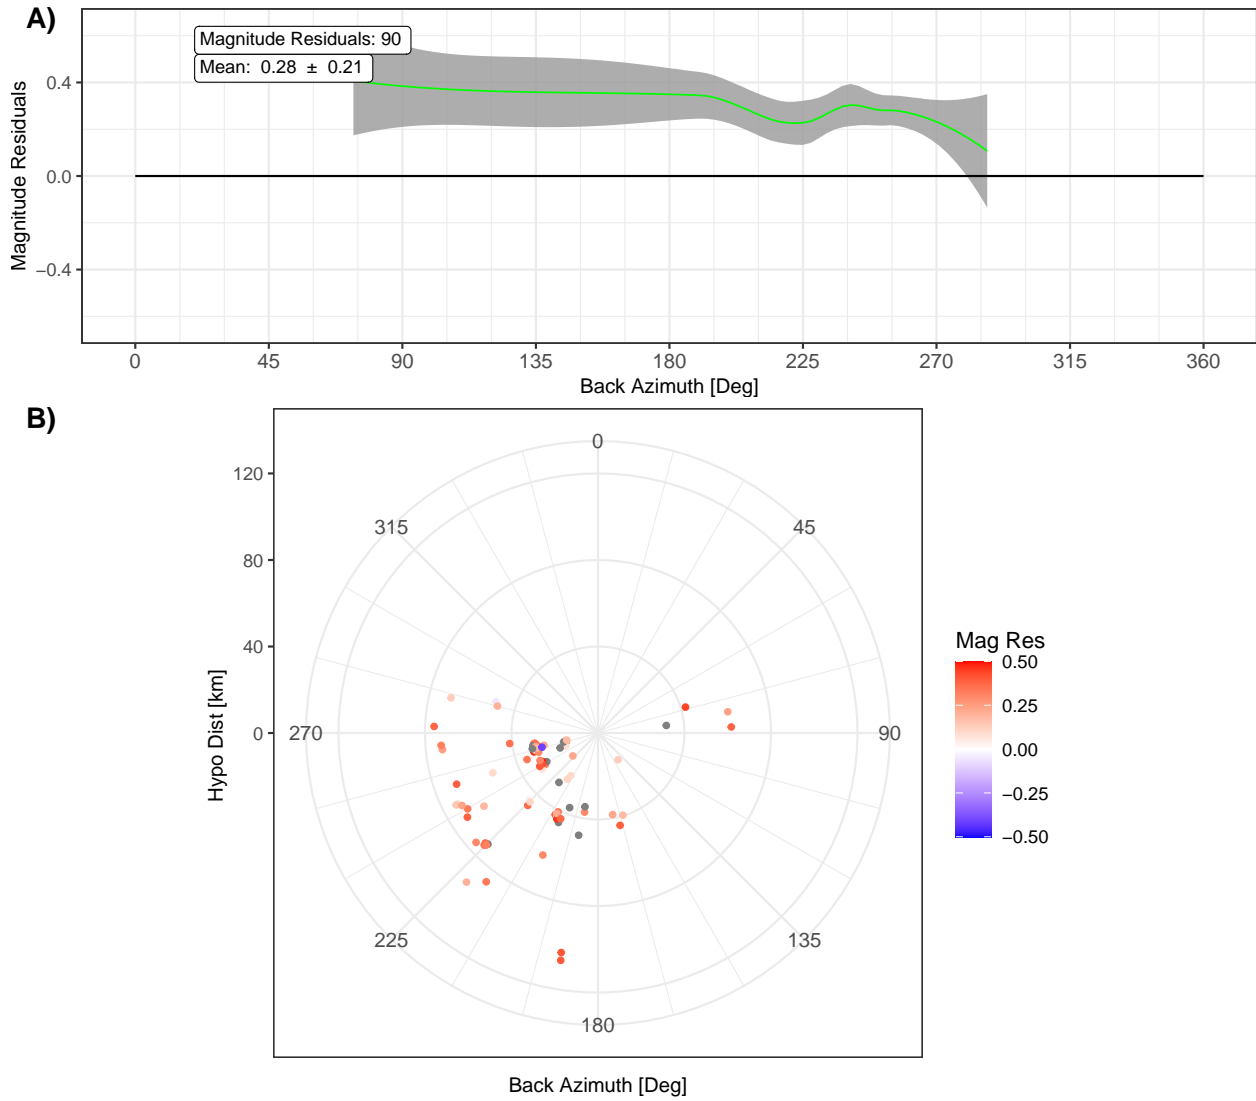 A)
Magnitude Residuals: 90
Mean: 0.28 ± 0.21
0.4
0.0
−0.4
Magnitude Residuals
0 45 90 135 180 225 270 315 360
Back Azimuth [Deg]
B)
120
80
40
0
Hypo Dist [km]
0
45
90
135
180
225
270
315
Back Azimuth [Deg]
Mag Res
0.50
0.25
0.00
−0.25
−0.50